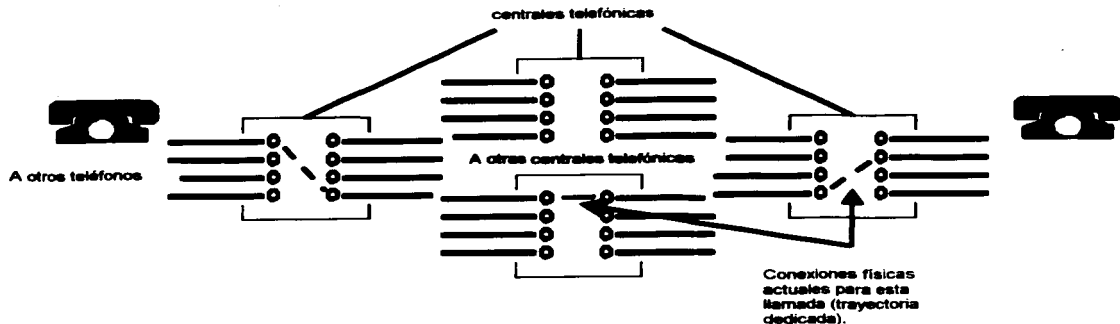 centrales telefónicas
A otras centrales telefónicas
A otros teléfonos
Conexiones físicas
actuales para esta
llamada (trayectoria
dedicada).